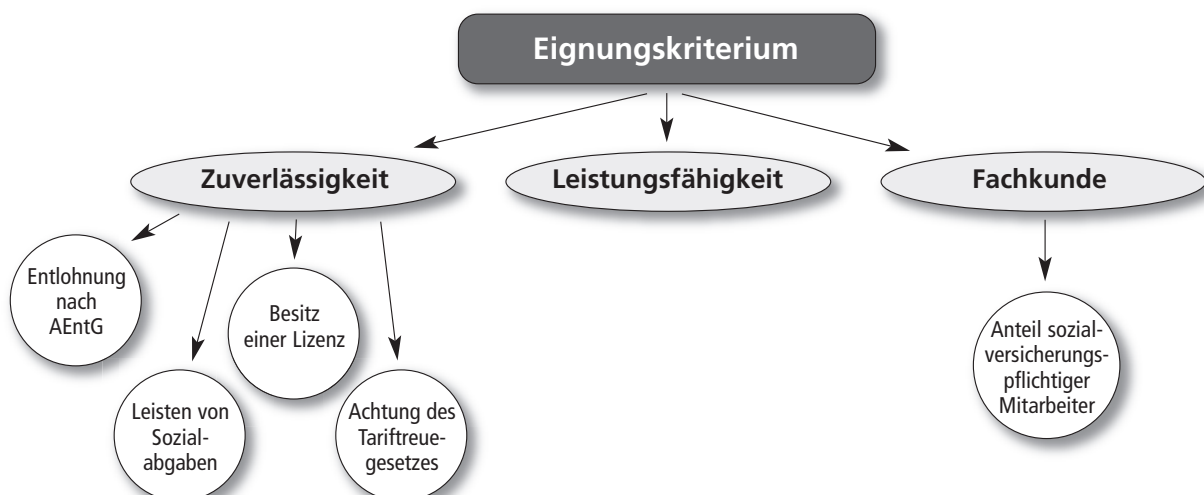 Eignungskriterium
Zuverlässigkeit
Leistungsfähigkeit
Fachkunde
Entlohnung
nach
AEntG
Leisten von
Sozial-
abgaben
Besitz
einer Lizenz
Achtung des
Tariftreue-
gesetzes
Anteil sozial-
versicherungs-
pflichtiger
Mitarbeiter